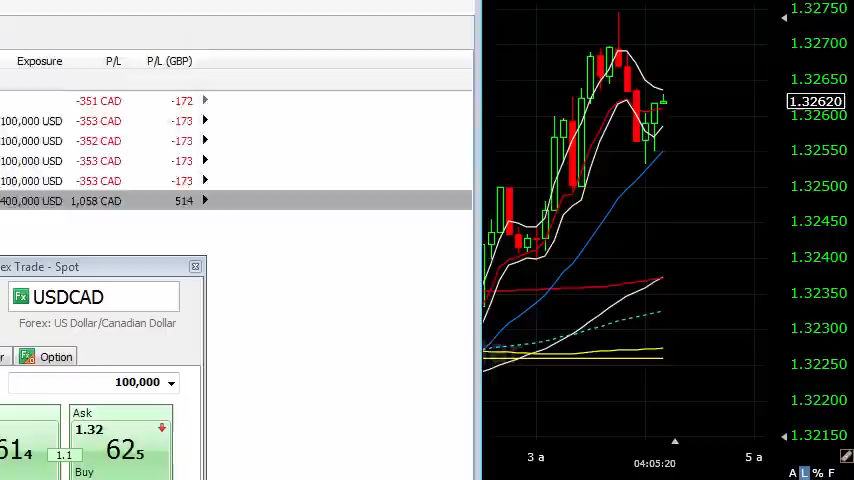 Exposure P/L P/L (GBP)
-351 CAD -172
100,000 USD -353 CAD -173
100,000 USD -352 CAD -173
100,000 USD -353 CAD -173
100,000 USD -353 CAD -173
400,000 USD 1,058 CAD 514
ex Trade - Spot
Fx USDCAD
Forex: US Dollar/Canadian Dollar
r Fx Option
100,000
Ask
1.32
614 1.1 625
Buy
1.32750
1.32700
1.32650
1.32620
1.32600
1.32550
1.32500
1.32450
1.32400
1.32350
1.32300
1.32250
1.32200
1.32150
3 a 04:05:20 5 a
A L % F